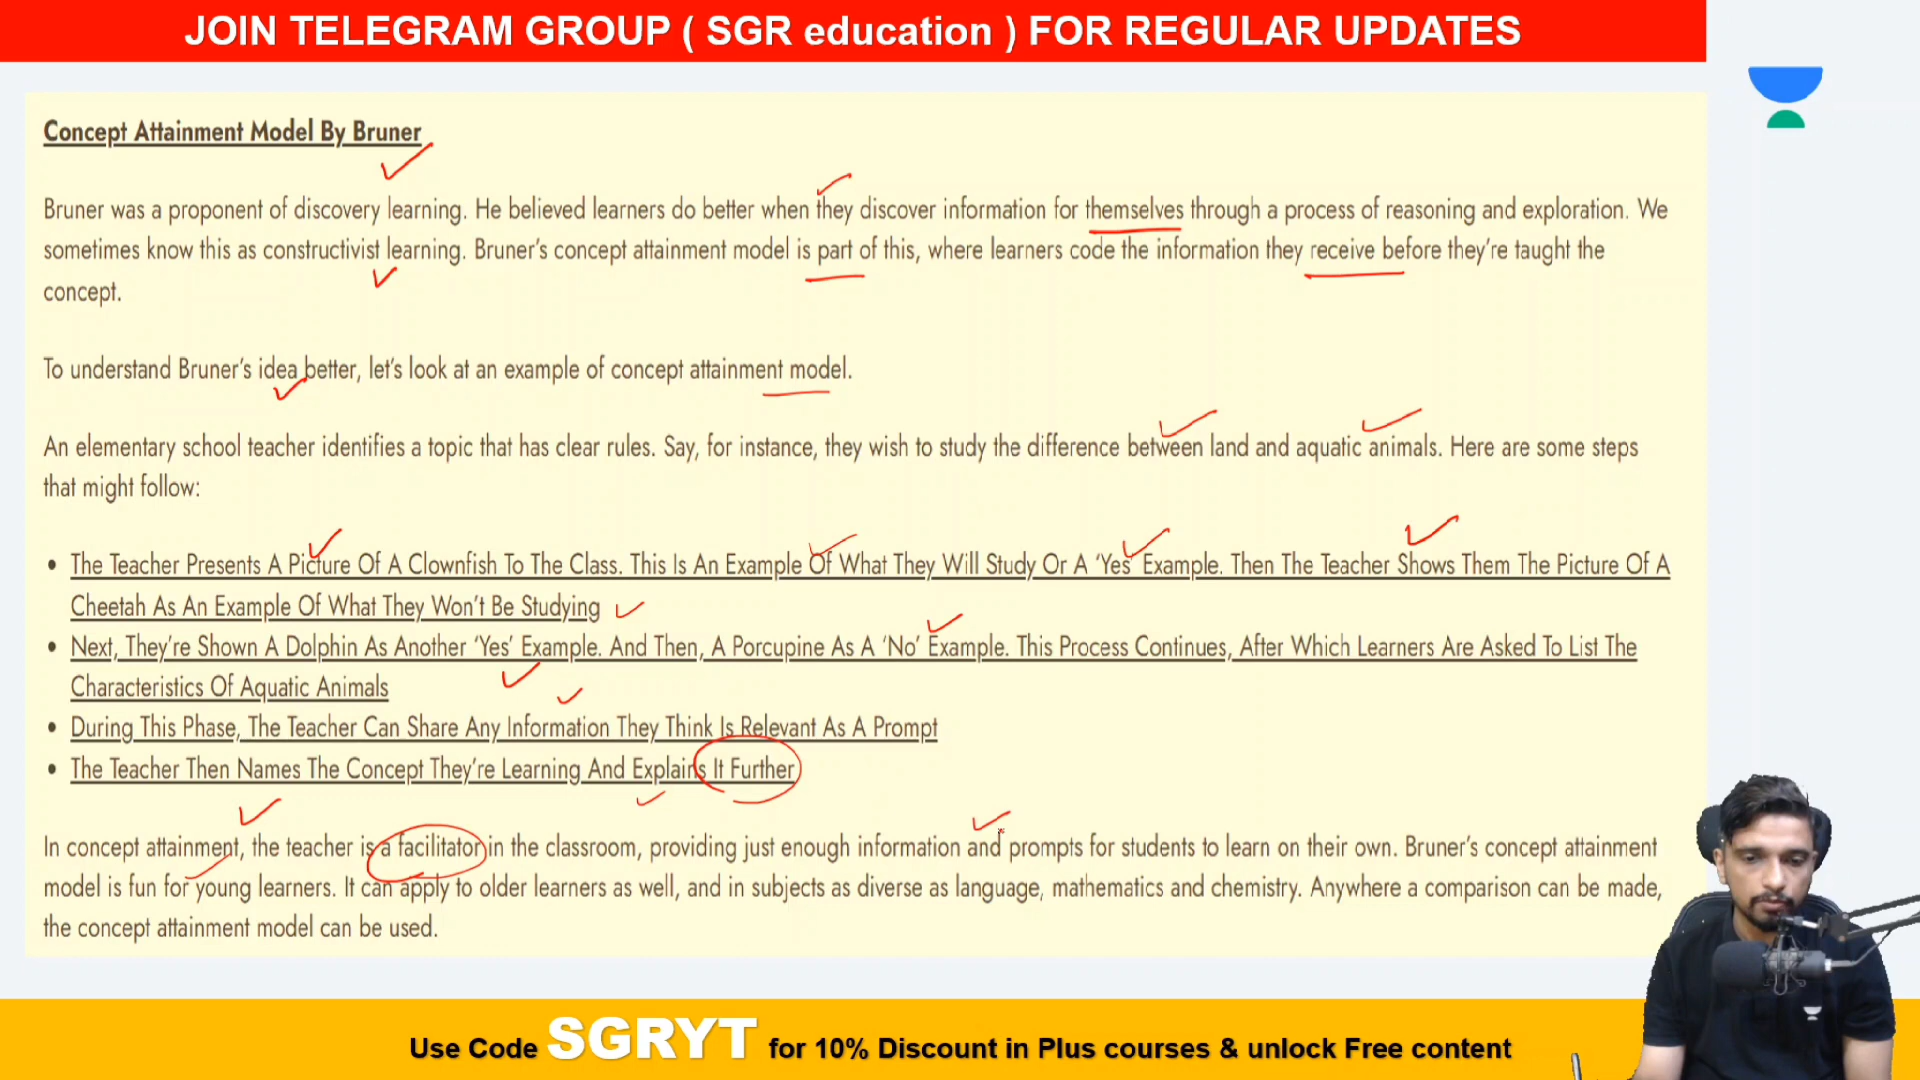 JOIN TELEGRAM GROUP ( SGR education ) FOR REGULAR UPDATES
Concept Attainment Model By Bruner
Bruner was a proponent of discovery learning. He believed learners do better when they discover information for themselves through a process of reasoning and exploration. We
sometimes know this as constructivist learning. Bruner's concept attainment model is part of this, where learners code the information they receive before they're taught the
concept.
To understand Bruner's idea better, let's look at an example of concept attainment model.
An elementary school teacher identifies a topic that has clear rules. Say, for instance, they wish to study the difference between land and aquatic animals. Here are some steps
that might follow:
• The Teacher Presents A Picture Of A Clownfish To The Class. This Is An Example Of What They Will Study Or A 'Yes' Example. Then The Teacher Shows Them The Picture Of A
Cheetah As An Example Of What They Won't Be Studying
• Next, They're Shown A Dolphin As Another 'Yes' Example. And Then, A Porcupine As A 'No' Example. This Process Continues, After Which Learners Are Asked To List The
Characteristics Of Aquatic Animals
• During This Phase, The Teacher Can Share Any Information They Think Is Relevant As A Prompt
• The Teacher Then Names The Concept They're Learning And Explains It Further
In concept attainment, the teacher is a facilitator in the classroom, providing just enough information and prompts for students to learn on their own. Bruner's concept attainment
model is fun for young learners. It can apply to older learners as well, and in subjects as diverse as language, mathematics and chemistry. Anywhere a comparison can be made,
the concept attainment model can be used.
Use Code SGRYT for 10% Discount in Plus courses & unlock Free content